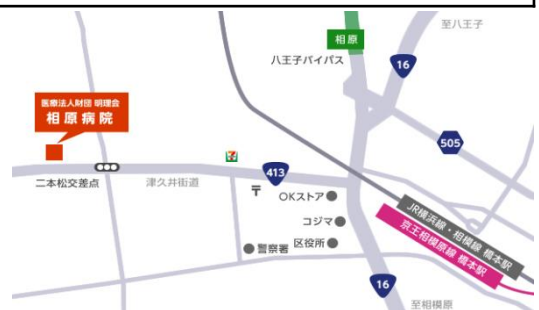 至八王子
相原
八王子バイパス
16
医療法人財団 明理会
相原病院
505
7
413
二本松交差点
津久井街道
〒
OKストア
JR横浜線・相模線 橋本駅
京王相模原線 橋本駅
コジマ
警察署
区役所
16
至相模原